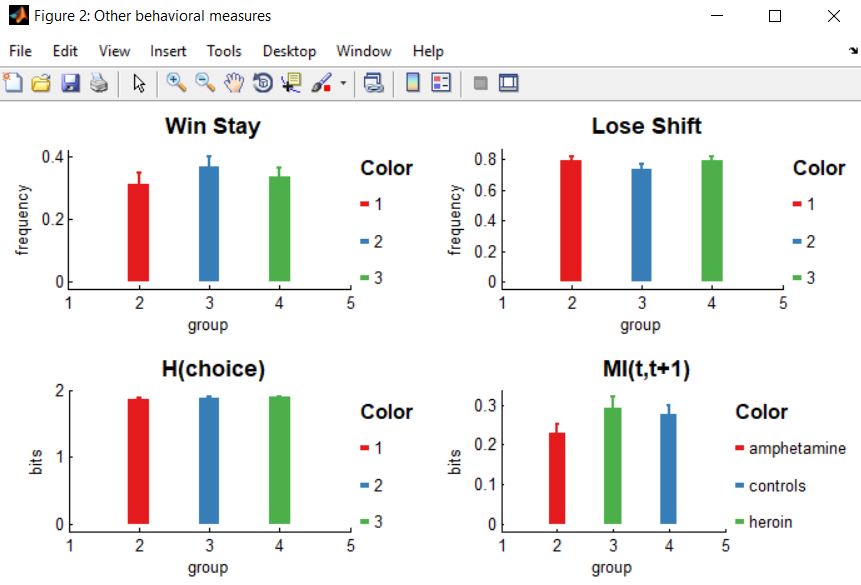 Figure 2: Other behavioral measures
File Edit View Insert Tools Desktop Window Help
Win Stay
frequency
0.4
0.2
0
1 2 3 4 5
group
Color
1
2
3
Lose Shift
frequency
0.8
0.6
0.4
0.2
0
1 2 3 4 5
group
Color
1
2
3
H(choice)
bits
2
1
0
1 2 3 4 5
group
Color
1
2
3
MI(t,t+1)
bits
0.3
0.2
0.1
0
1 2 3 4 5
group
Color
amphetamine
controls
heroin